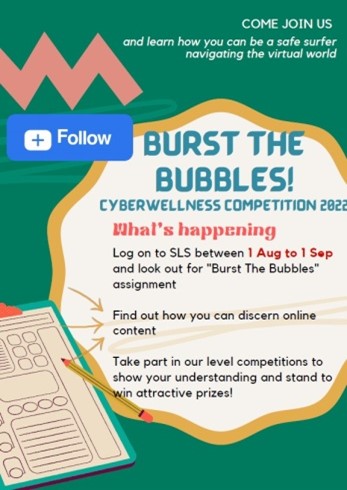 COME JOIN US
and learn how you can be a safe surfer
navigating the virtual world
Follow
BURST THE
BUBBLES!
CYBERWELLNESS COMPETITION 2022
What's happening
Log on to SLS between 1 Aug to 1 Sep
and look out for "Burst The Bubbles"
assignment
Find out how you can discern online
content
Take part in our level competitions to
show your understanding and stand to
win attractive prizes!